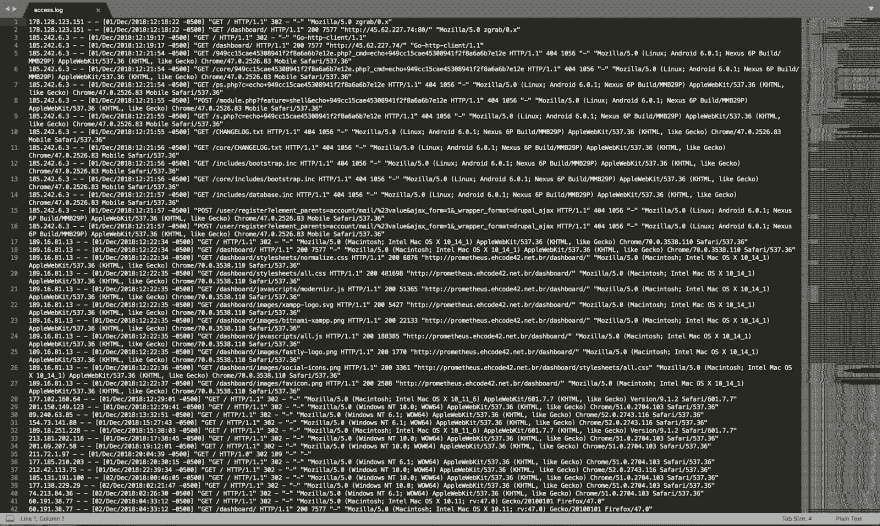 access.log ×
1 178.128.123.151 - - [01/Dec/2018:12:18:22 -0500] "GET / HTTP/1.1" 302 - "-" "Mozilla/5.0 zgrab/0.x"
2 178.128.123.151 - - [01/Dec/2018:12:18:22 -0500] "GET /dashboard/ HTTP/1.1" 200 7577 "http://45.62.227.74:80/" "Mozilla/5.0 zgrab/0.x"
3 185.242.6.3 - - [01/Dec/2018:12:19:17 -0500] "GET / HTTP/1.1" 302 - "-" "Go-http-client/1.1"
4 185.242.6.3 - - [01/Dec/2018:12:19:17 -0500] "GET /dashboard/ HTTP/1.1" 200 7577 "http://45.62.227.74/" "Go-http-client/1.1"
5 185.242.6.3 - - [01/Dec/2018:12:21:54 -0500] "GET HTTP/1.1" 404 1056 "-" "Mozilla/5.0 (Linux; Android 6.0.1; Nexus 6P Build/
MMB29P) AppleWebKit/537.36 (KHTML, like Gecko) Chrome/47.0.2526.83 Mobile Safari/537.36"
6 185.242.6.3 - - [01/Dec/2018:12:21:54 -0500] "GET HTTP/1.1" 404 1056 "-" "Mozilla/5.0 (Linux; Android 6.0.1; Nexus 6P Build/
MMB29P) AppleWebKit/537.36 (KHTML, like Gecko) Chrome/47.0.2526.83 Mobile Safari/537.36"
7 185.242.6.3 - - [01/Dec/2018:12:21:54 -0500] "GET HTTP/1.1" 404 1056 "-" "Mozilla/5.0 (Linux; Android 6.0.1; Nexus 6P Build/MMB29P) AppleWebKit/537.36 (KHTML,
like Gecko) Chrome/47.0.2526.83 Mobile Safari/537.36"
8 185.242.6.3 - - [01/Dec/2018:12:21:55 -0500] "POST HTTP/1.1" 404 1056 "-" "Mozilla/5.0 (Linux; Android 6.0.1; Nexus 6P Build/MMB29P)
AppleWebKit/537.36 (KHTML, like Gecko) Chrome/47.0.2526.83 Mobile Safari/537.36"
9 185.242.6.3 - - [01/Dec/2018:12:21:55 -0500] "GET HTTP/1.1" 404 1056 "-" "Mozilla/5.0 (Linux; Android 6.0.1; Nexus 6P Build/MMB29P) AppleWebKit/537.36 (KHTML,
like Gecko) Chrome/47.0.2526.83 Mobile Safari/537.36"
10 185.242.6.3 - - [01/Dec/2018:12:21:55 -0500] "GET /CHANGELOG.txt HTTP/1.1" 404 1056 "-" "Mozilla/5.0 (Linux; Android 6.0.1; Nexus 6P Build/MMB29P) AppleWebKit/537.36 (KHTML, like Gecko) Chrome/47.0.2526.83
Mobile Safari/537.36"
11 185.242.6.3 - - [01/Dec/2018:12:21:56 -0500] "GET /core/CHANGELOG.txt HTTP/1.1" 404 1056 "-" "Mozilla/5.0 (Linux; Android 6.0.1; Nexus 6P Build/MMB29P) AppleWebKit/537.36 (KHTML, like Gecko) Chrome/47.0.2526.83
Mobile Safari/537.36"
12 185.242.6.3 - - [01/Dec/2018:12:21:56 -0500] "GET /includes/bootstrap.inc HTTP/1.1" 404 1056 "-" "Mozilla/5.0 (Linux; Android 6.0.1; Nexus 6P Build/MMB29P) AppleWebKit/537.36 (KHTML, like Gecko)
Chrome/47.0.2526.83 Mobile Safari/537.36"
13 185.242.6.3 - - [01/Dec/2018:12:21:56 -0500] "GET /core/includes/bootstrap.inc HTTP/1.1" 404 1056 "-" "Mozilla/5.0 (Linux; Android 6.0.1; Nexus 6P Build/MMB29P) AppleWebKit/537.36 (KHTML, like Gecko)
Chrome/47.0.2526.83 Mobile Safari/537.36"
14 185.242.6.3 - - [01/Dec/2018:12:21:57 -0500] "GET /includes/database.inc HTTP/1.1" 404 1056 "-" "Mozilla/5.0 (Linux; Android 6.0.1; Nexus 6P Build/MMB29P) AppleWebKit/537.36 (KHTML, like Gecko)
Chrome/47.0.2526.83 Mobile Safari/537.36"
15 185.242.6.3 - - [01/Dec/2018:12:21:57 -0500] "POST /user/register?element_parents=account/mail/%23value&ajax_form=1&_wrapper_format=drupal_ajax HTTP/1.1" 404 1056 "-" "Mozilla/5.0 (Linux; Android 6.0.1; Nexus
6P Build/MMB29P) AppleWebKit/537.36 (KHTML, like Gecko) Chrome/47.0.2526.83 Mobile Safari/537.36"
16 185.242.6.3 - - [01/Dec/2018:12:21:57 -0500] "POST /user/register?element_parents=account/mail/%23value&ajax_form=1&_wrapper_format=drupal_ajax HTTP/1.1" 404 1056 "-" "Mozilla/5.0 (Linux; Android 6.0.1; Nexus
6P Build/MMB29P) AppleWebKit/537.36 (KHTML, like Gecko) Chrome/47.0.2526.83 Mobile Safari/537.36"
17 189.16.81.13 - - [01/Dec/2018:12:22:34 -0500] "GET / HTTP/1.1" 302 - "-" "Mozilla/5.0 (Macintosh; Intel Mac OS X 10_14_1) AppleWebKit/537.36 (KHTML, like Gecko) Chrome/70.0.3538.110 Safari/537.36"
18 189.16.81.13 - - [01/Dec/2018:12:22:34 -0500] "GET /dashboard/ HTTP/1.1" 200 7577 "-" "Mozilla/5.0 (Macintosh; Intel Mac OS X 10_14_1) AppleWebKit/537.36 (KHTML, like Gecko) Chrome/70.0.3538.110 Safari/537.36"
19 189.16.81.13 - - [01/Dec/2018:12:22:35 -0500] "GET /dashboard/stylesheets/normalize.css HTTP/1.1" 200 6876 "http://prometheus.ehcode42.net.br/dashboard/" "Mozilla/5.0 (Macintosh; Intel Mac OS X 10_14_1)
AppleWebKit/537.36 (KHTML, like Gecko) Chrome/70.0.3538.110 Safari/537.36"
20 189.16.81.13 - - [01/Dec/2018:12:22:35 -0500] "GET /dashboard/stylesheets/all.css HTTP/1.1" 200 481698 "http://prometheus.ehcode42.net.br/dashboard/" "Mozilla/5.0 (Macintosh; Intel Mac OS X 10_14_1)
AppleWebKit/537.36 (KHTML, like Gecko) Chrome/70.0.3538.110 Safari/537.36"
21 189.16.81.13 - - [01/Dec/2018:12:22:35 -0500] "GET /dashboard/javascripts/modernizr.js HTTP/1.1" 200 51365 "http://prometheus.ehcode42.net.br/dashboard/" "Mozilla/5.0 (Macintosh; Intel Mac OS X 10_14_1)
AppleWebKit/537.36 (KHTML, like Gecko) Chrome/70.0.3538.110 Safari/537.36"
22 189.16.81.13 - - [01/Dec/2018:12:22:35 -0500] "GET /dashboard/images/xampp-logo.svg HTTP/1.1" 200 5427 "http://prometheus.ehcode42.net.br/dashboard/" "Mozilla/5.0 (Macintosh; Intel Mac OS X 10_14_1)
AppleWebKit/537.36 (KHTML, like Gecko) Chrome/70.0.3538.110 Safari/537.36"
23 189.16.81.13 - - [01/Dec/2018:12:22:35 -0500] "GET /dashboard/images/bitnami-xampp.png HTTP/1.1" 200 22133 "http://prometheus.ehcode42.net.br/dashboard/" "Mozilla/5.0 (Macintosh; Intel Mac OS X 10_14_1)
AppleWebKit/537.36 (KHTML, like Gecko) Chrome/70.0.3538.110 Safari/537.36"
24 189.16.81.13 - - [01/Dec/2018:12:22:35 -0500] "GET /dashboard/javascripts/all.js HTTP/1.1" 200 188385 "http://prometheus.ehcode42.net.br/dashboard/" "Mozilla/5.0 (Macintosh; Intel Mac OS X 10_14_1)
AppleWebKit/537.36 (KHTML, like Gecko) Chrome/70.0.3538.110 Safari/537.36"
25 189.16.81.13 - - [01/Dec/2018:12:22:36 -0500] "GET /dashboard/images/fastly-logo.png HTTP/1.1" 200 1770 "http://prometheus.ehcode42.net.br/dashboard/" "Mozilla/5.0 (Macintosh; Intel Mac OS X 10_14_1)
AppleWebKit/537.36 (KHTML, like Gecko) Chrome/70.0.3538.110 Safari/537.36"
26 189.16.81.13 - - [01/Dec/2018:12:22:36 -0500] "GET /dashboard/images/social-icons.png HTTP/1.1" 200 3361 "http://prometheus.ehcode42.net.br/dashboard/stylesheets/all.css" "Mozilla/5.0 (Macintosh; Intel Mac OS X
10_14_1) AppleWebKit/537.36 (KHTML, like Gecko) Chrome/70.0.3538.110 Safari/537.36"
27 189.16.81.13 - - [01/Dec/2018:12:22:37 -0500] "GET /dashboard/images/favicon.png HTTP/1.1" 200 2508 "http://prometheus.ehcode42.net.br/dashboard/" "Mozilla/5.0 (Macintosh; Intel Mac OS X 10_14_1)
AppleWebKit/537.36 (KHTML, like Gecko) Chrome/70.0.3538.110 Safari/537.36"
28 177.102.160.64 - - [01/Dec/2018:12:29:01 -0500] "GET / HTTP/1.1" 302 - "-" "Mozilla/5.0 (Macintosh; Intel Mac OS X 10_11_6) AppleWebKit/601.7.7 (KHTML, like Gecko) Version/9.1.2 Safari/601.7.7"
29 201.150.149.123 - - "GET / HTTP/1.1" 302 - "-" "Mozilla/5.0 (Windows NT 10.0; WOW64) AppleWebKit/537.36 (KHTML, like Gecko) Chrome/51.0.2704.103 Safari/537.36"
30 89.240.63.85 - - [01/Dec/2018:13:32:51 -0500] "GET / HTTP/1.1" 302 - "-" "Mozilla/5.0 (Windows NT 6.1; WOW64) AppleWebKit/537.36 (KHTML, like Gecko) Chrome/52.0.2743.116 Safari/537.36"
31 154.73.141.88 - - [01/Dec/2018:15:27:43 -0500] "GET / HTTP/1.1" 302 - "-" "Mozilla/5.0 (Windows NT 6.1; WOW64) AppleWebKit/537.36 (KHTML, like Gecko) Chrome/52.0.2743.116 Safari/537.36"
32 189.18.251.228 - - [01/Dec/2018:15:38:03 -0500] "GET / HTTP/1.1" 302 - "-" "Mozilla/5.0 (Macintosh; Intel Mac OS X 10_11_6) AppleWebKit/601.7.7 (KHTML, like Gecko) Version/9.1.2 Safari/601.7.7"
33 213.181.202.116 - - [01/Dec/2018:17:38:45 -0500] "GET / HTTP/1.1" 302 - "-" "Mozilla/5.0 (Windows NT 10.0; WOW64) AppleWebKit/537.36 (KHTML, like Gecko) Chrome/51.0.2704.103 Safari/537.36"
34 201.69.207.58 - - [01/Dec/2018:19:12:01 -0500] "GET / HTTP/1.1" 302 - "-" "Mozilla/5.0 (Windows NT 10.0; WOW64) AppleWebKit/537.36 (KHTML, like Gecko) Chrome/51.0.2704.103 Safari/537.36"
35 211.72.1.97 - - [01/Dec/2018:20:04:39 -0500] "GET / HTTP/1.0" 302 189 "-" "-"
36 177.185.210.203 - - [01/Dec/2018:20:30:15 -0500] "GET / HTTP/1.1" 302 - "-" "Mozilla/5.0 (Windows NT 6.1; WOW64) AppleWebKit/537.36 (KHTML, like Gecko) Chrome/51.0.2704.103 Safari/537.36"
37 212.42.113.75 - - [01/Dec/2018:22:39:34 -0500] "GET / HTTP/1.1" 302 - "-" "Mozilla/5.0 (Windows NT 10.0; WOW64) AppleWebKit/537.36 (KHTML, like Gecko) Chrome/52.0.2743.116 Safari/537.36"
38 185.131.191.100 - - [02/Dec/2018:00:46:05 -0500] "GET / HTTP/1.1" 302 - "-" "Mozilla/5.0 (Windows NT 6.1; WOW64) AppleWebKit/537.36 (KHTML, like Gecko) Chrome/51.0.2704.103 Safari/537.36"
39 177.138.229.29 - - [02/Dec/2018:02:21:47 -0500] "GET / HTTP/1.1" 302 - "-" "Mozilla/5.0 (Windows NT 10.0; WOW64) AppleWebKit/537.36 (KHTML, like Gecko) Chrome/51.0.2704.103 Safari/537.36"
40 74.213.84.36 - - [02/Dec/2018:02:26:30 -0500] "GET / HTTP/1.1" 302 - "-" "Mozilla/5.0 (Windows NT 6.1; WOW64) AppleWebKit/537.36 (KHTML, like Gecko) Chrome/51.0.2704.103 Safari/537.36"
41 60.191.38.77 - - [02/Dec/2018:04:33:12 -0500] "GET / HTTP/1.1" 302 - "-" "Mozilla/5.0 (Macintosh; Intel Mac OS X 10.11; rv:47.0) Gecko/20100101 Firefox/47.0"
42 60.191.38.77 - - [02/Dec/2018:04:33:12 -0500] "GET / HTTP/1.1" 302 - "-" "Mozilla/5.0 (Macintosh; Intel Mac OS X 10.11; rv:47.0) Gecko/20100101 Firefox/47.0"
Line 1, Column 1 Tab Size: 4 Plain Text